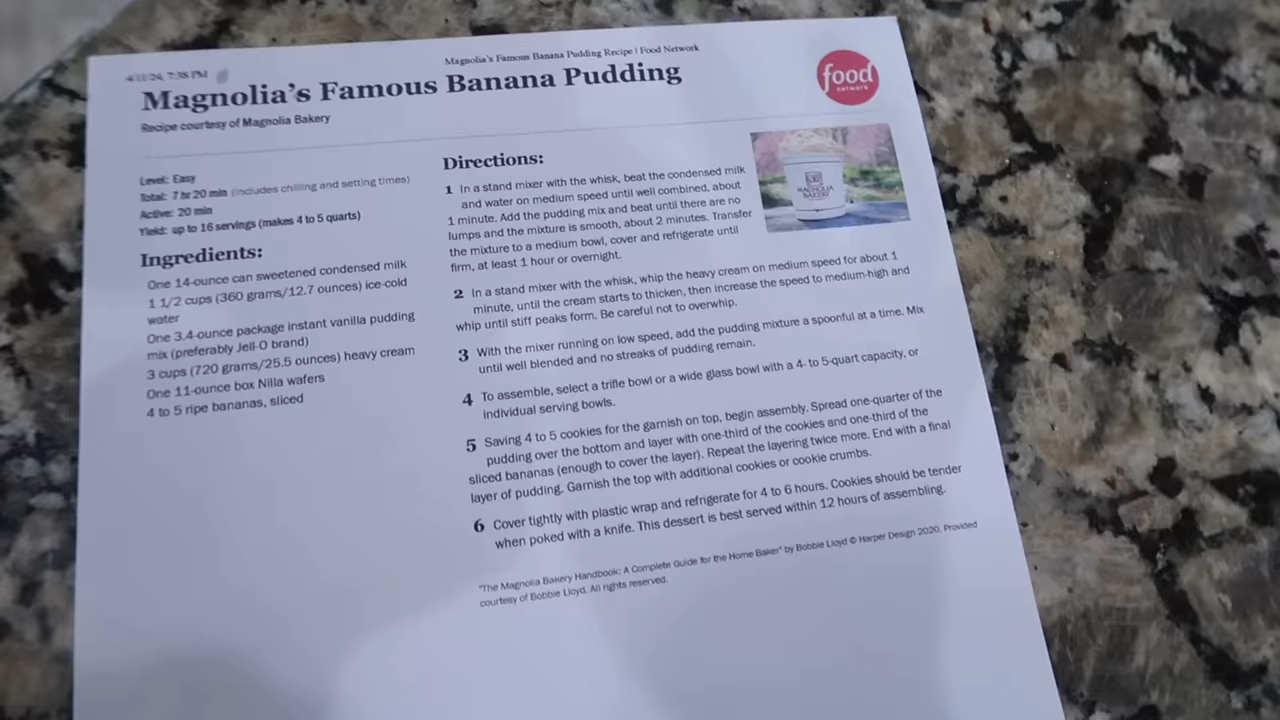 4/11/24, 7:38 PM
Magnolia's Famous Banana Pudding Recipe | Food Network
Magnolia's Famous Banana Pudding
Recipe courtesy of Magnolia Bakery
food
network
Level: Easy
Total: 7 hr 20 min (includes chilling and setting times)
Active: 20 min
Yield: up to 16 servings (makes 4 to 5 quarts)
Ingredients:
One 14-ounce can sweetened condensed milk
1 1/2 cups (360 grams/12.7 ounces) ice-cold
water
One 3.4-ounce package instant vanilla pudding
mix (preferably Jell-O brand)
3 cups (720 grams/25.5 ounces) heavy cream
One 11-ounce box Nilla wafers
4 to 5 ripe bananas, sliced
Directions:
1 In a stand mixer with the whisk, beat the condensed milk
and water on medium speed until well combined, about
1 minute. Add the pudding mix and beat until there are no
lumps and the mixture is smooth, about 2 minutes. Transfer
the mixture to a medium bowl, cover and refrigerate until
firm, at least 1 hour or overnight.
MAGNOLIA
BAKERY
2 In a stand mixer with the whisk, whip the heavy cream on medium speed for about 1
minute, until the cream starts to thicken, then increase the speed to medium-high and
whip until stiff peaks form. Be careful not to overwhip.
3 With the mixer running on low speed, add the pudding mixture a spoonful at a time. Mix
until well blended and no streaks of pudding remain.
4 To assemble, select a trifle bowl or a wide glass bowl with a 4- to 5-quart capacity, or
individual serving bowls.
5 Saving 4 to 5 cookies for the garnish on top, begin assembly. Spread one-quarter of the
pudding over the bottom and layer with one-third of the cookies and one-third of the
sliced bananas (enough to cover the layer). Repeat the layering twice more. End with a final
layer of pudding. Garnish the top with additional cookies or cookie crumbs.
6 Cover tightly with plastic wrap and refrigerate for 4 to 6 hours. Cookies should be tender
when poked with a knife. This dessert is best served within 12 hours of assembling.
"The Magnolia Bakery Handbook: A Complete Guide for the Home Baker" by Bobbie Lloyd © Harper Design 2020. Provided
courtesy of Bobbie Lloyd. All rights reserved.